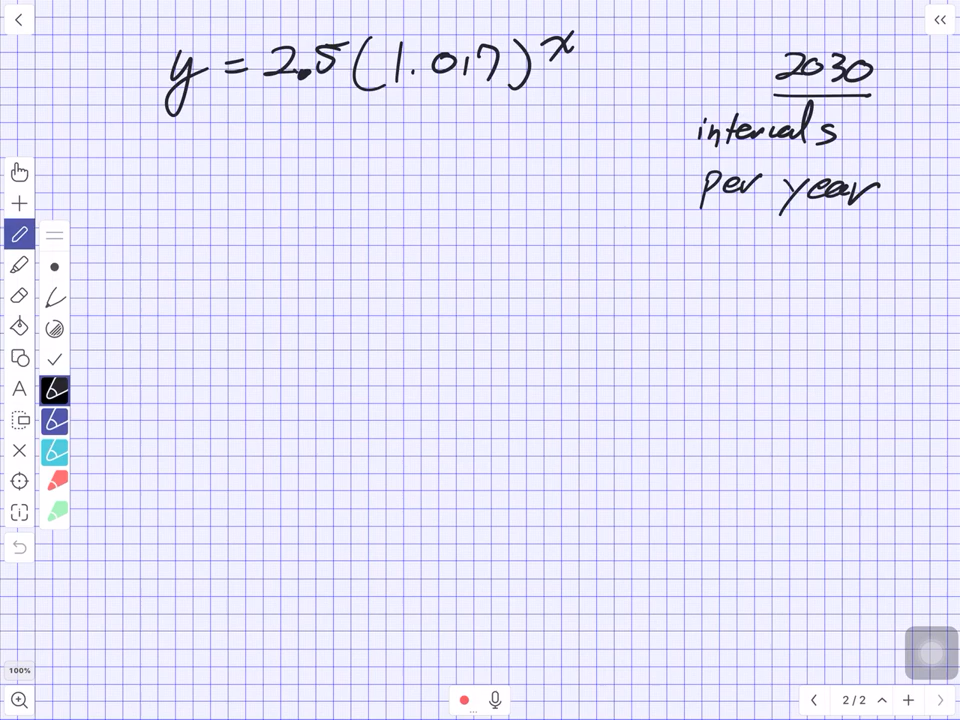 y = 2.5(1.017)^x
2030
intervals
per year
A
100%
2/2